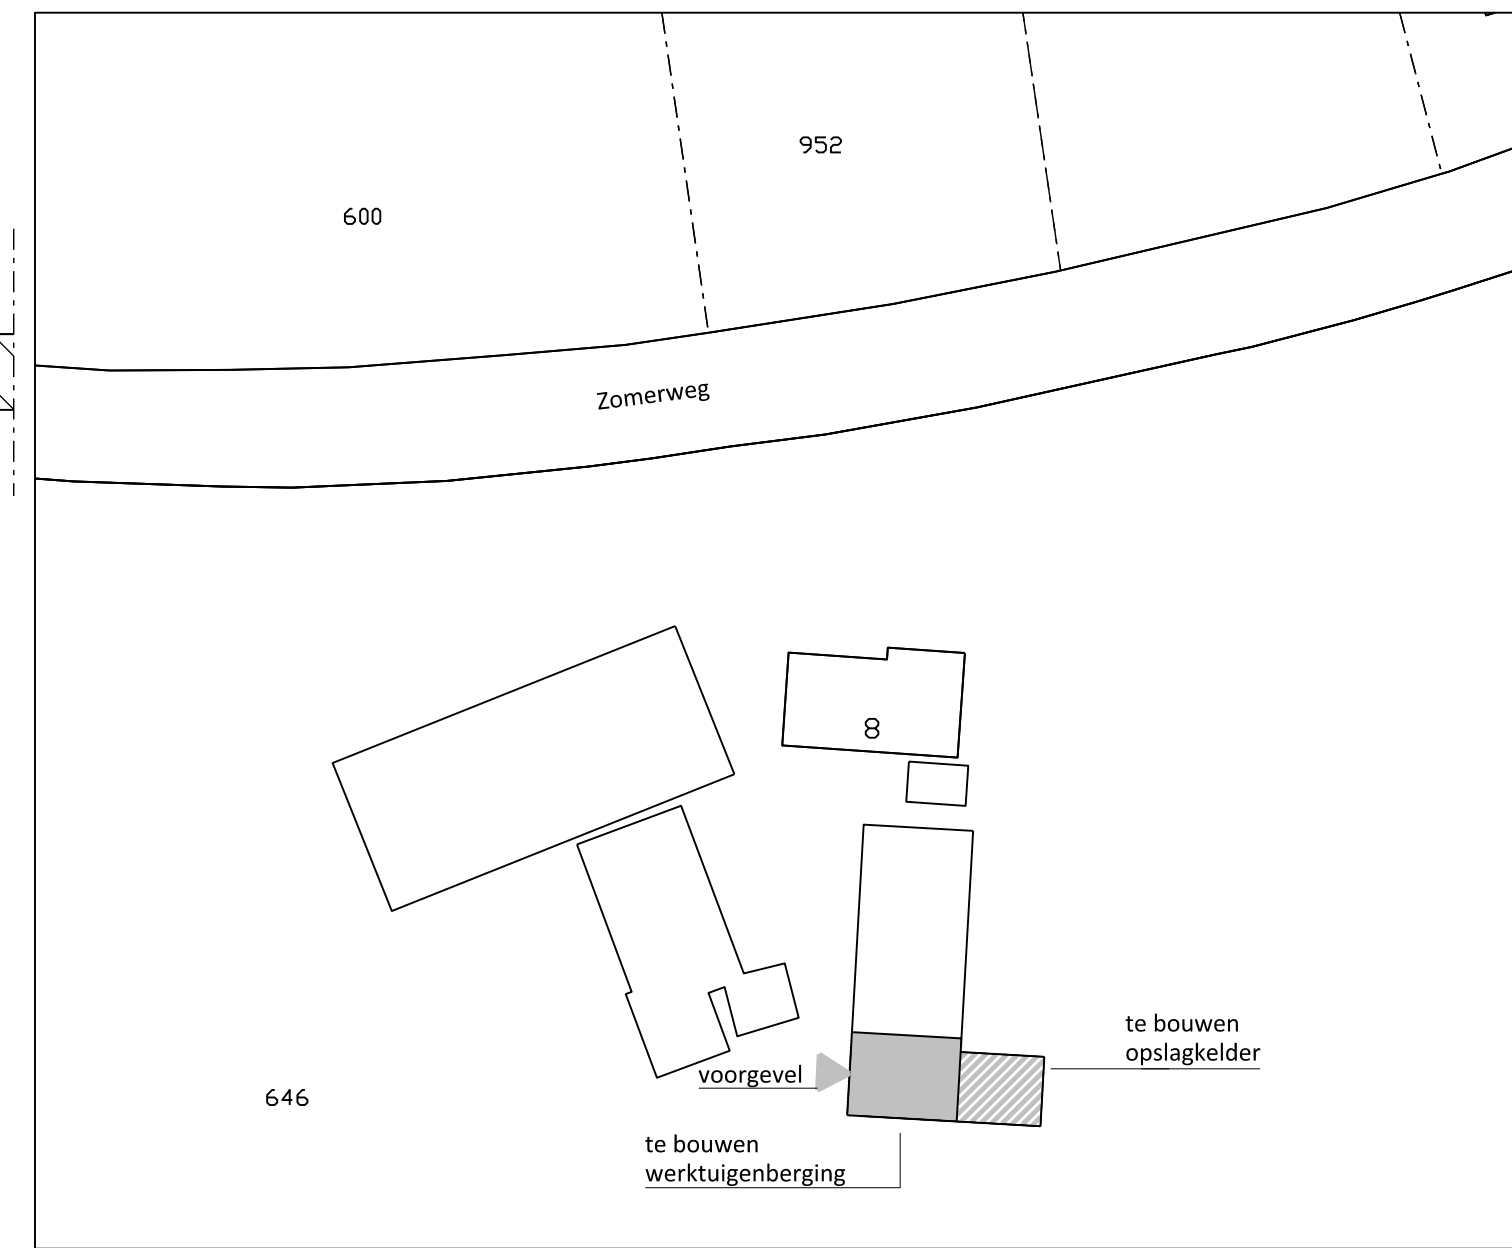 952
600
Zomerweg
8
te bouwen
opslagkelder
voorgevel
646
te bouwen
werktuigenberging